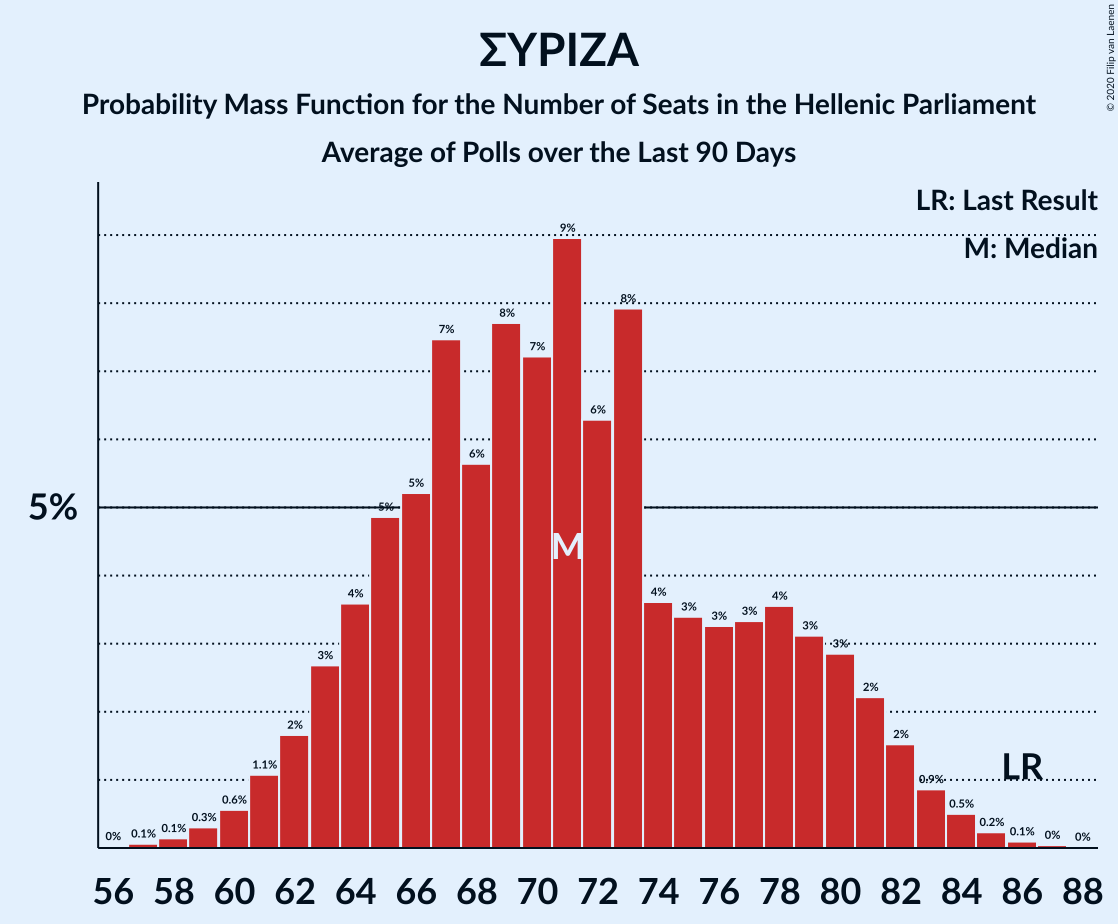 ΣΥΡΙΖΑ
Probability Mass Function for the Number of Seats in the Hellenic Parliament
Average of Polls over the Last 90 Days
© 2020 Filip van Laenen
LR: Last Result
M: Median
5%
0% 0.1% 0.1% 0.3% 0.6% 1.1% 2% 3% 4% 5% 5% 7% 6% 8% 7% 9% 6% 8% 4% 3% 3% 3% 4% 3% 3% 2% 2% 0.9% 0.5% 0.2% 0.1% 0% 0%
M
LR
56 58 60 62 64 66 68 70 72 74 76 78 80 82 84 86 88